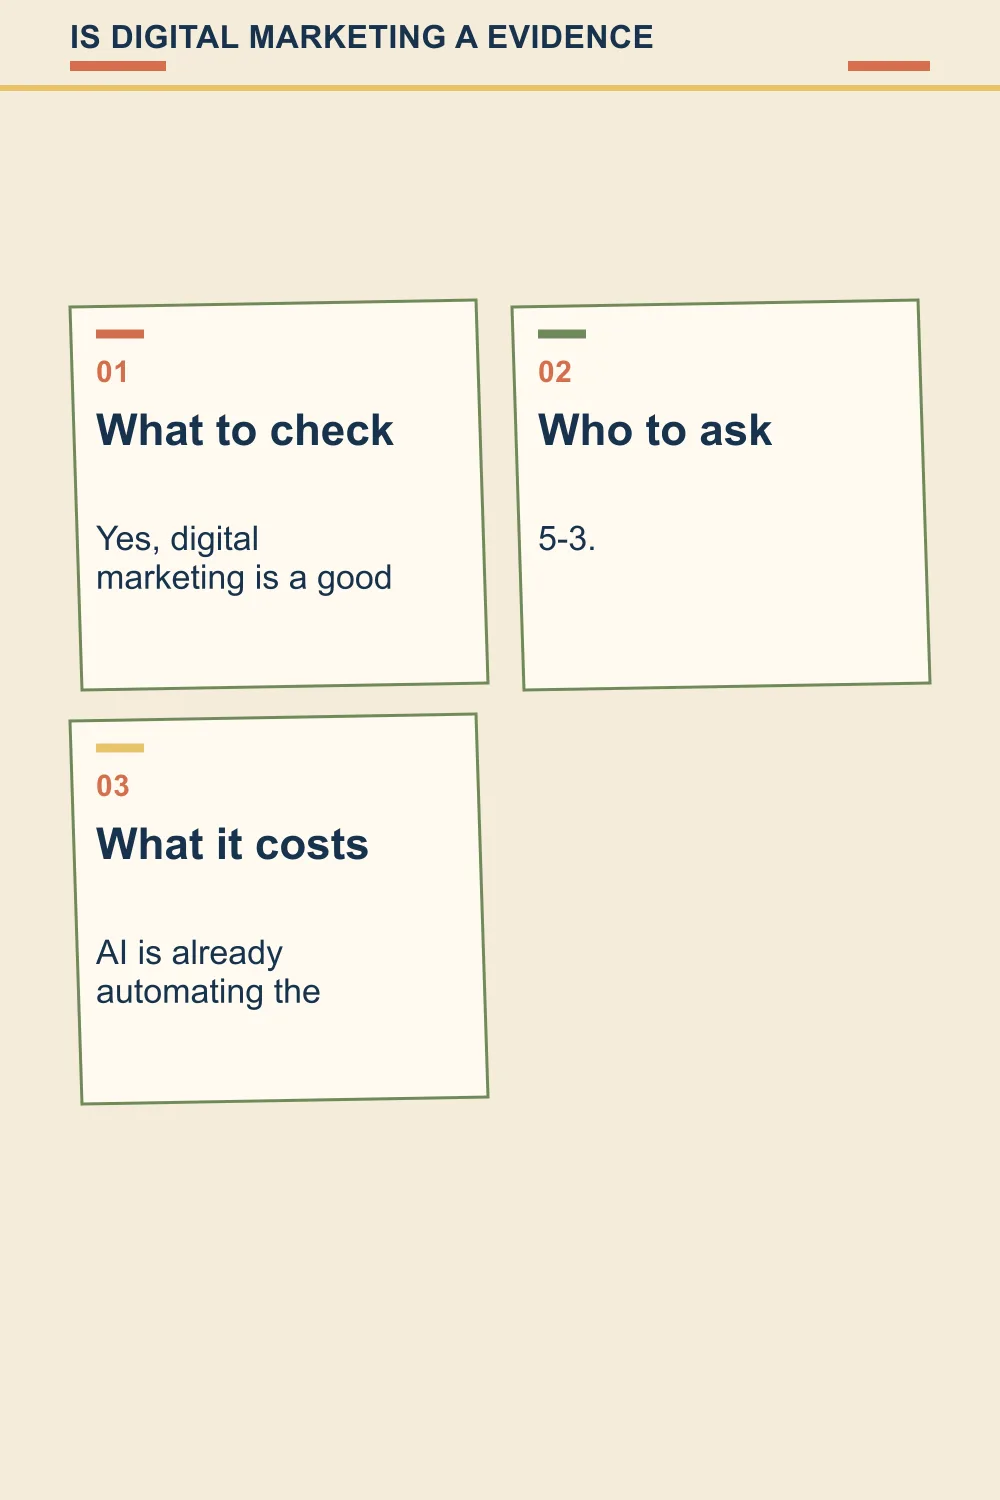 IS DIGITAL MARKETING A EVIDENCE
01
What to check
Yes, digital
marketing is a good
02
Who to ask
5-3.
03
What it costs
AI is already
automating the